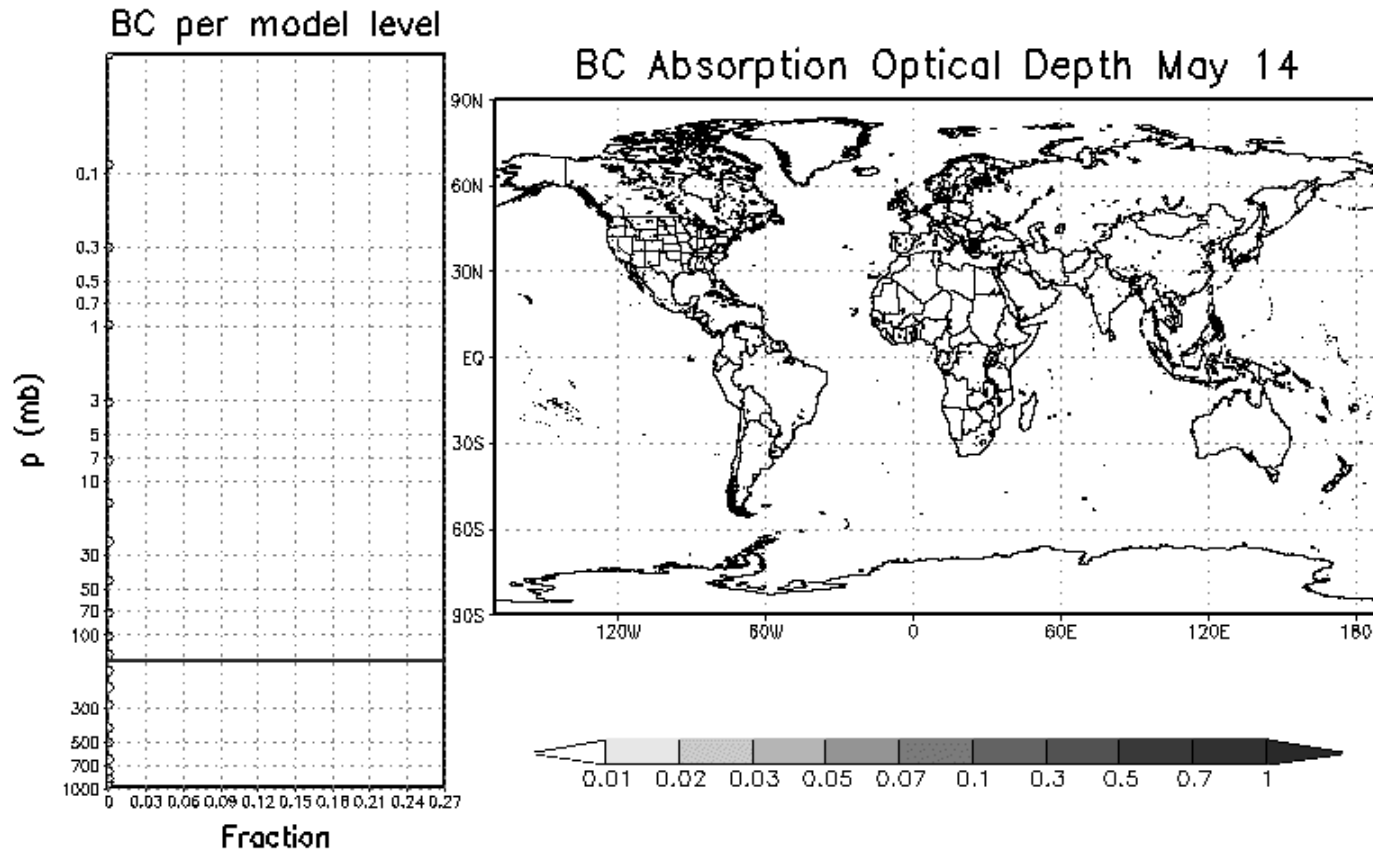 BC per model level
0.1
0.3
0.5
0.7
1
3
5
7
10
30
50
70
100
300
500
700
1000
p (mb)
0 0.03 0.06 0.09 0.12 0.15 0.18 0.21 0.24 0.27
Fraction
BC Absorption Optical Depth May 14
90N
60N
30N
EQ
30S
60S
90S
120W 60W 0 60E 120E 180
0.01 0.02 0.03 0.05 0.07 0.1 0.3 0.5 0.7 1